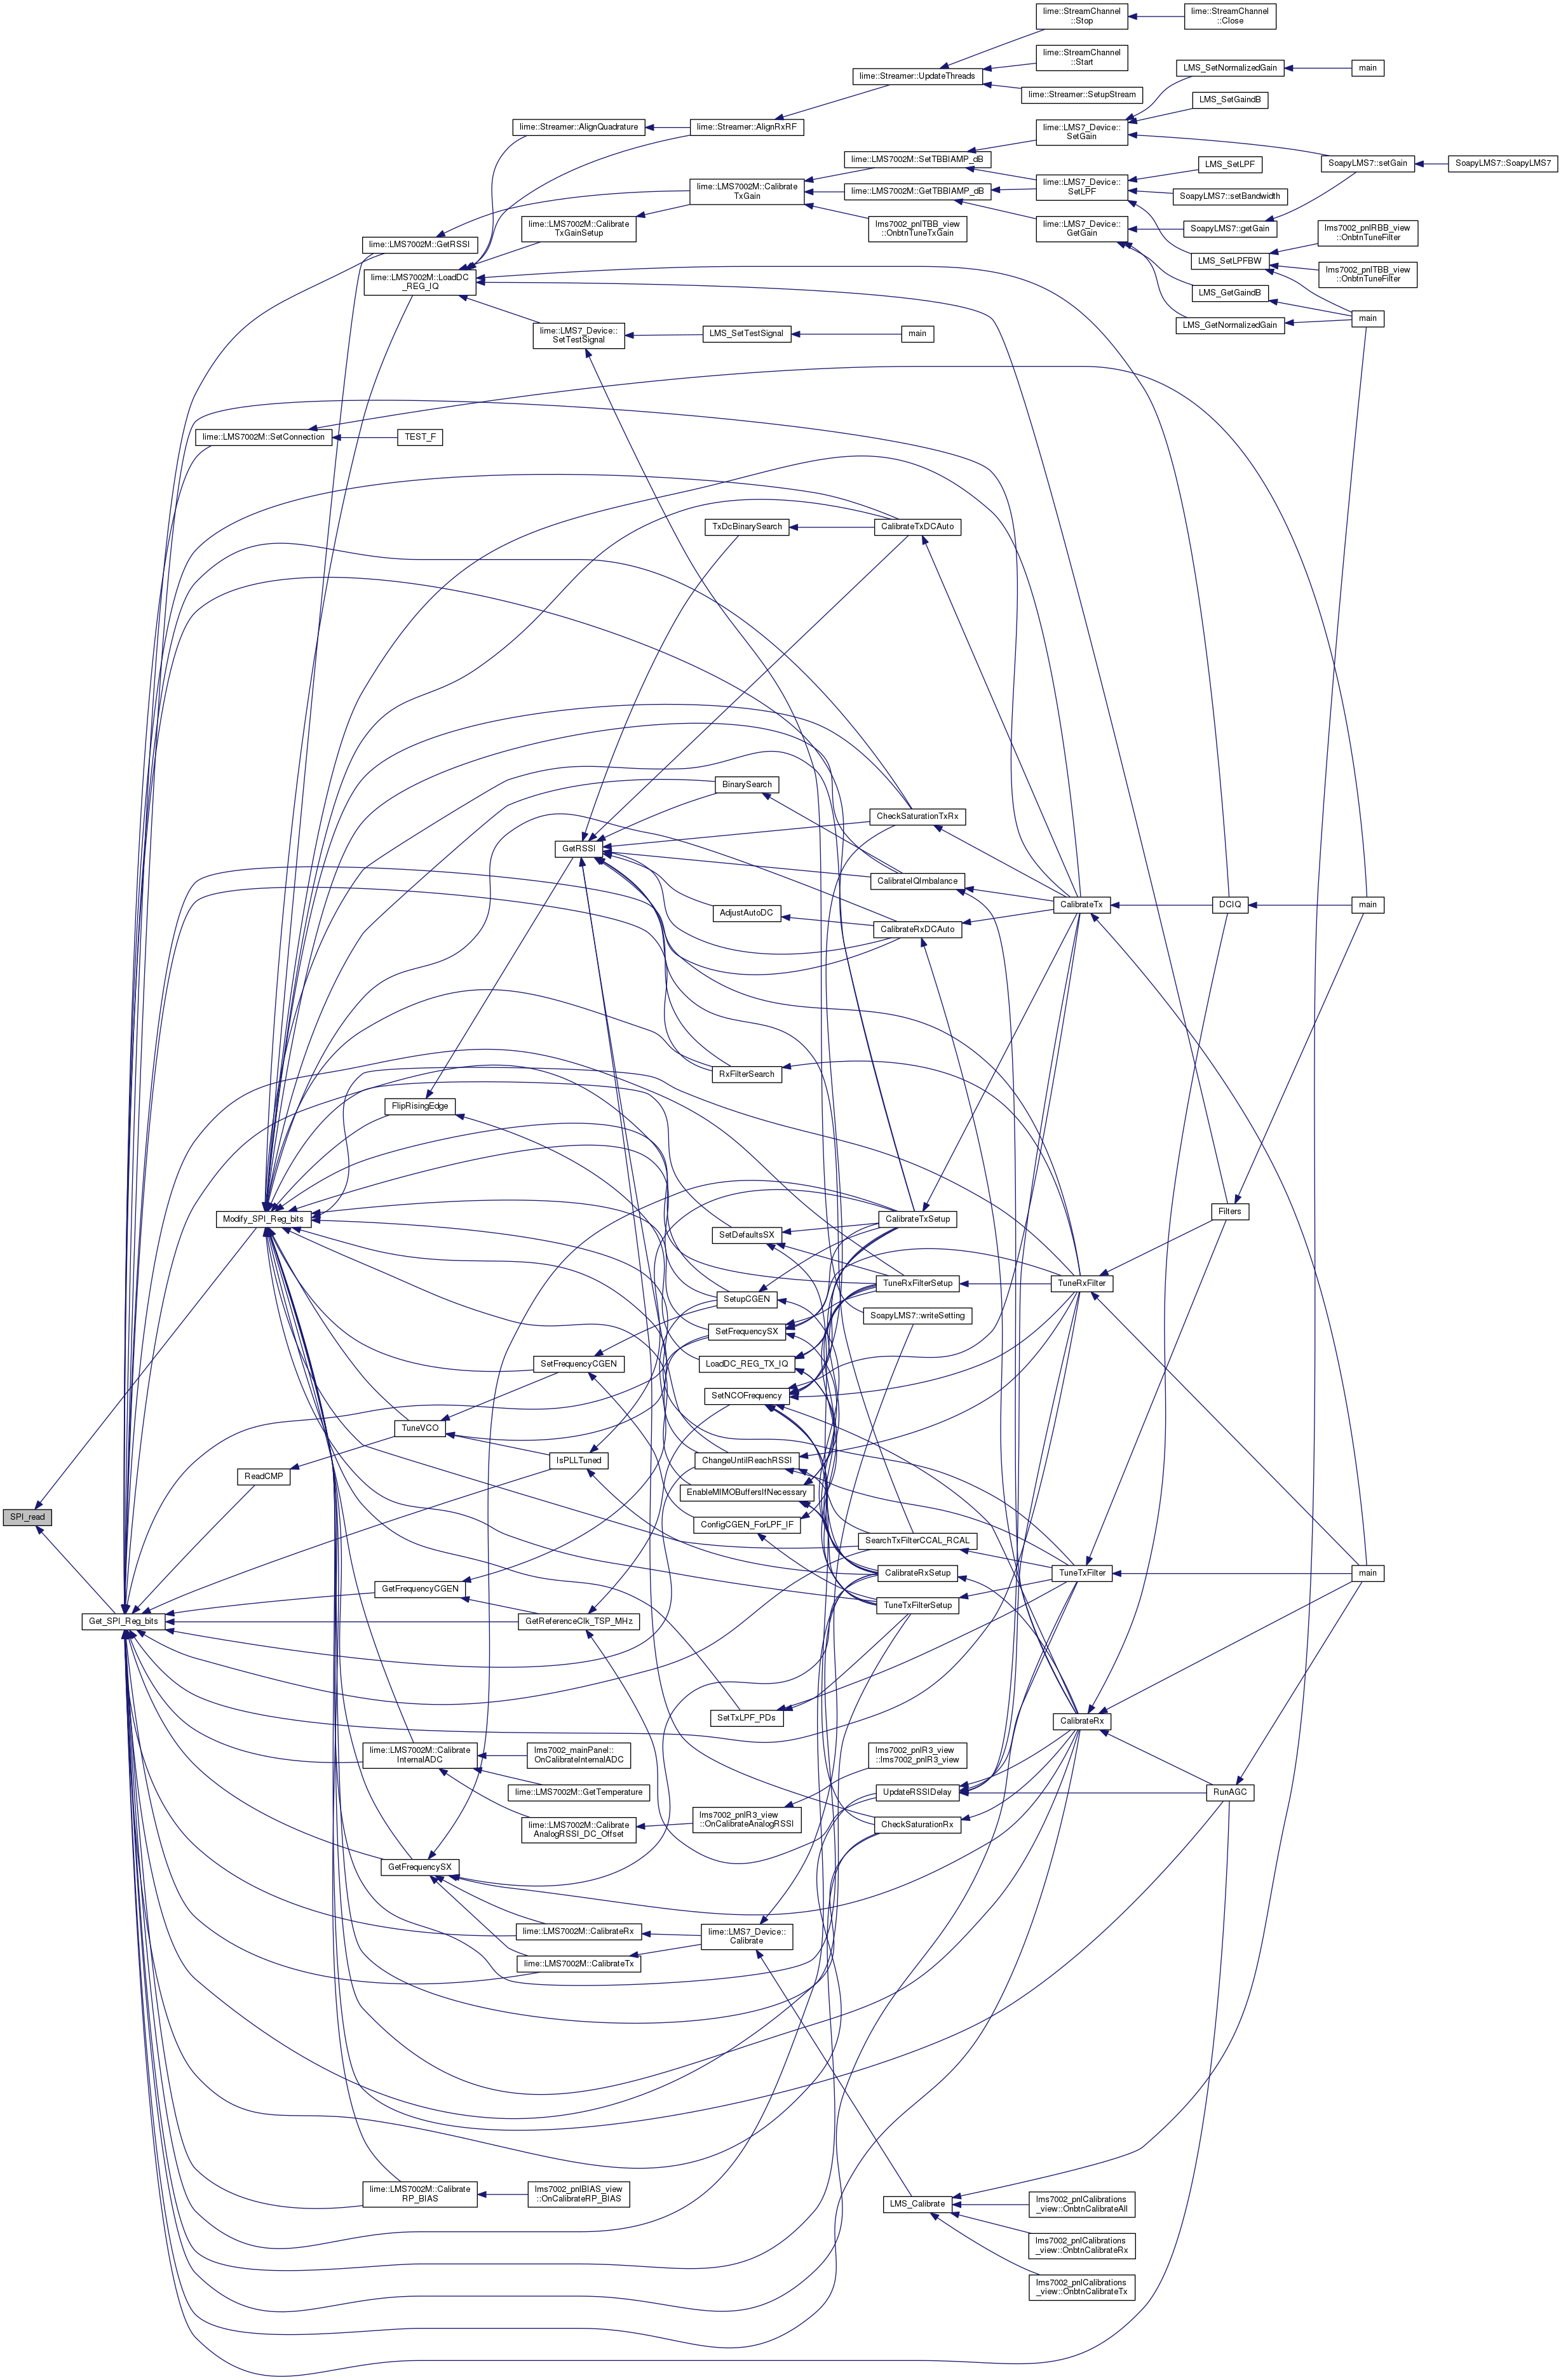 lime::StreamChannel
::Stop
lime::StreamChannel
::Close
lime::StreamChannel
::Start
lime::Streamer::UpdateThreads
lime::Streamer::SetupStream
LMS_SetNormalizedGain
main
LMS_SetGaindB
lime::Streamer::AlignQuadrature
lime::Streamer::AlignRxRF
lime::LMS7_Device::
SetGain
lime::LMS7002M::SetTBBIAMP_dB
SoapyLMS7::setGain
SoapyLMS7::SoapyLMS7
LMS_SetLPF
lime::LMS7002M::Calibrate
TxGain
lime::LMS7002M::GetTBBIAMP_dB
lime::LMS7_Device::
SetLPF
SoapyLMS7::setBandwidth
lime::LMS7002M::Calibrate
TxGainSetup
lms7002_pnlTBB_view
::OnbtnTuneTxGain
lime::LMS7_Device::
GetGain
SoapyLMS7::getGain
lms7002_pnlRBB_view
::OnbtnTuneFilter
lime::LMS7002M::GetRSSI
LMS_SetLPFBW
lms7002_pnlTBB_view
::OnbtnTuneFilter
lime::LMS7002M::LoadDC
_REG_IQ
LMS_GetGaindB
main
LMS_GetNormalizedGain
lime::LMS7_Device::
SetTestSignal
LMS_SetTestSignal
main
lime::LMS7002M::SetConnection
TEST_F
TxDcBinarySearch
CalibrateTxDCAuto
BinarySearch
CheckSaturationTxRx
GetRSSI
CalibrateIQImbalance
AdjustAutoDC
CalibrateTx
DCIQ
main
CalibrateRxDCAuto
RxFilterSearch
FlipRisingEdge
Modify_SPI_Reg_bits
CalibrateTxSetup
Filters
SetDefaultsSX
TuneRxFilterSetup
TuneRxFilter
SetupCGEN
SoapyLMS7::writeSetting
SetFrequencySX
SetFrequencyCGEN
LoadDC_REG_TX_IQ
SetNCOFrequency
TuneVCO
IsPLLTuned
ChangeUntilReachRSSI
ReadCMP
EnableMIMOBuffersIfNecessary
SPI_read
ConfigCGEN_ForLPF_IF
SearchTxFilterCCAL_RCAL
CalibrateRxSetup
TuneTxFilter
main
GetFrequencyCGEN
TuneTxFilterSetup
Get_SPI_Reg_bits
GetReferenceClk_TSP_MHz
SetTxLPF_PDs
CalibrateRx
lime::LMS7002M::Calibrate
InternalADC
lms7002_mainPanel::
OnCalibrateInternalADC
lms7002_pnlR3_view
::lms7002_pnlR3_view
lime::LMS7002M::GetTemperature
UpdateRSSIDelay
RunAGC
lime::LMS7002M::Calibrate
AnalogRSSI_DC_Offset
lms7002_pnlR3_view
::OnCalibrateAnalogRSSI
CheckSaturationRx
GetFrequencySX
lime::LMS7002M::CalibrateRx
lime::LMS7_Device::
Calibrate
lime::LMS7002M::CalibrateTx
lime::LMS7002M::Calibrate
RP_BIAS
lms7002_pnlBIAS_view
::OnCalibrateRP_BIAS
LMS_Calibrate
lms7002_pnlCalibrations
_view::OnbtnCalibrateAll
lms7002_pnlCalibrations
_view::OnbtnCalibrateRx
lms7002_pnlCalibrations
_view::OnbtnCalibrateTx